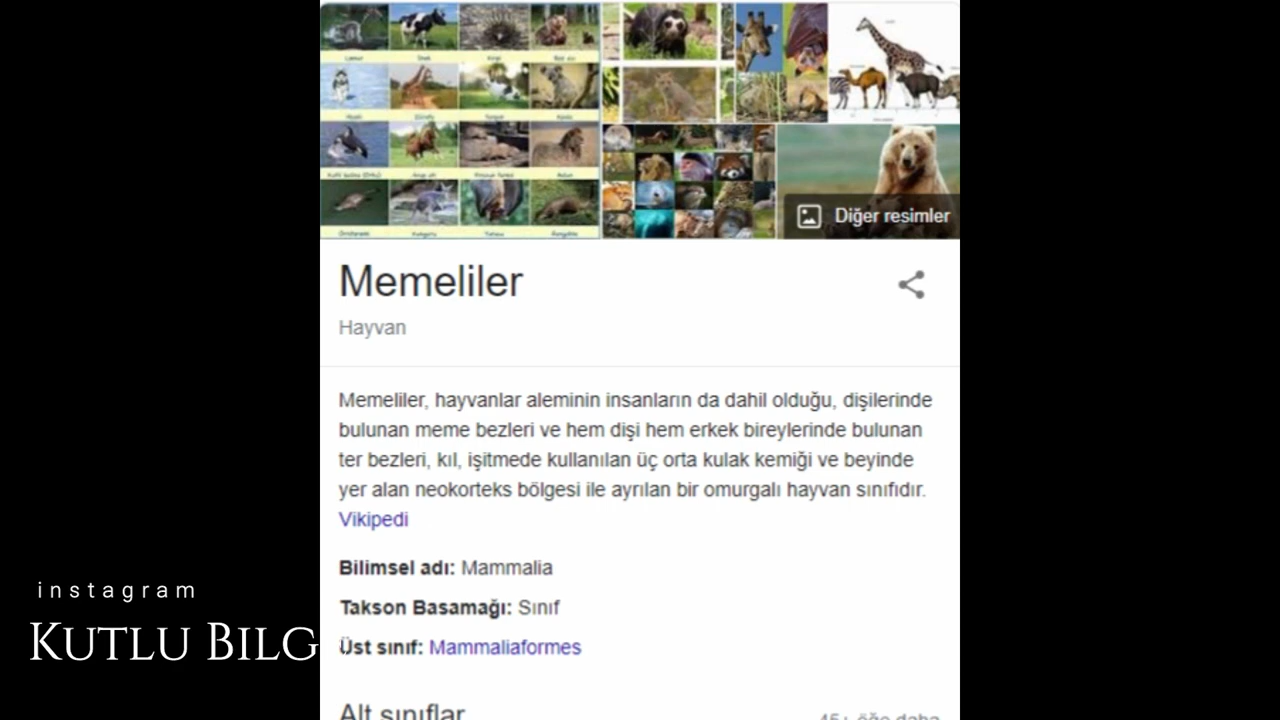 Diğer resimler
Memeliler
Hayvan
Memeliler, hayvanlar aleminin insanların da dahil olduğu, dişilerinde
bulunan meme bezleri ve hem dişi hem erkek bireylerinde bulunan
ter bezleri, kıl, işitmede kullanılan üç orta kulak kemiği ve beyinde
yer alan neokorteks bölgesi ile ayrılan bir omurgalı hayvan sınıfıdır.
Vikipedi
Bilimsel adı: Mammalia
Takson Basamağı: Sınıf
Üst sınıf: Mammaliaformes
Alt sınıflar
45+ öğe daha
instagram
KUTLU BILG